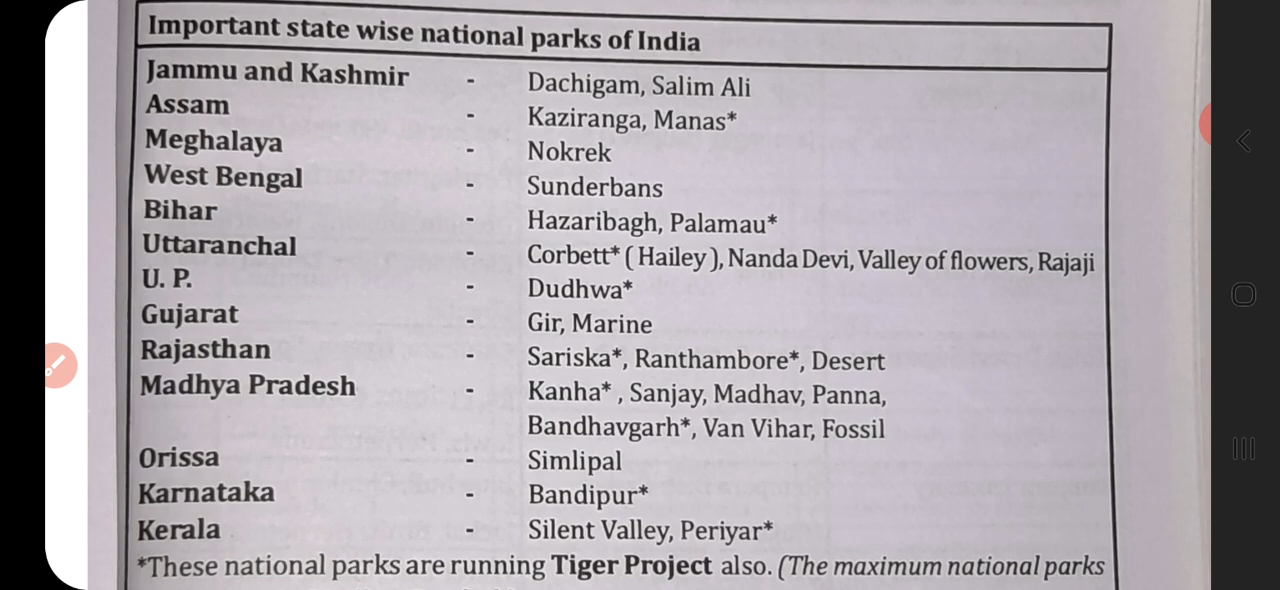 Important state wise national parks of India
Jammu and Kashmir - Dachigam, Salim Ali
Assam - Kaziranga, Manas*
Meghalaya - Nokrek
West Bengal - Sunderbans
Bihar - Hazaribagh, Palamau*
Uttaranchal - Corbett* ( Hailey ), Nanda Devi, Valley of flowers, Rajaji
U. P. - Dudhwa*
Gujarat - Gir, Marine
Rajasthan - Sariska*, Ranthambore*, Desert
Madhya Pradesh - Kanha* , Sanjay, Madhav, Panna,
Bandhavgarh*, Van Vihar, Fossil
Orissa - Simlipal
Karnataka - Bandipur*
Kerala - Silent Valley, Periyar*
*These national parks are running Tiger Project also. (The maximum national parks